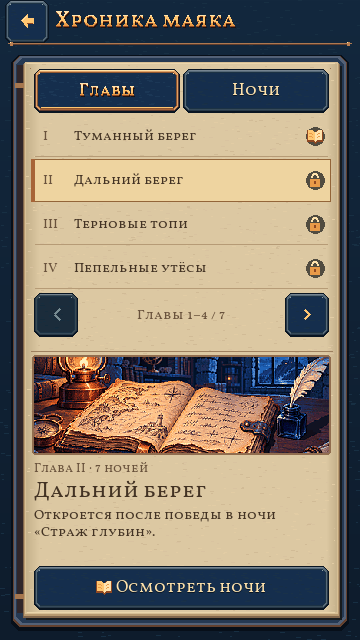 Хроника маяка
Главы
Ночи
I Туманный берег
II Дальний берег
III Терновые топи
IV Пепельные утёсы
Главы 1–4 / 7
Глава II · 7 ночей
Дальний берег
Откроется после победы в ночи
«Страж глубин».
Осмотреть ночи